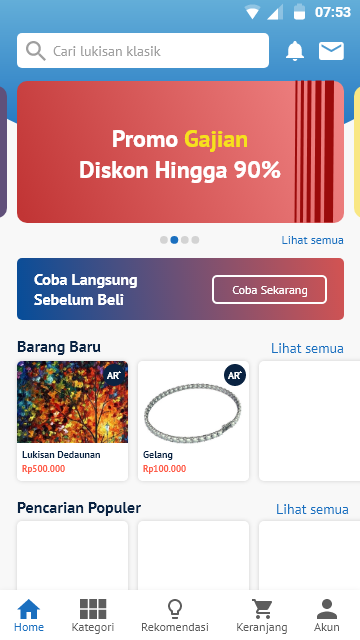 07:53
Cari lukisan klasik
Promo Gajian
Diskon Hingga 90%
Lihat semua
Coba Langsung
Sebelum Beli
Coba Sekarang
Barang Baru
Lihat semua
AR+
AR+
Lukisan Dedaunan
Rp500.000
Gelang
Rp100.000
Pencarian Populer
Lihat semua
Home
Kategori
Rekomendasi
Keranjang
Akun